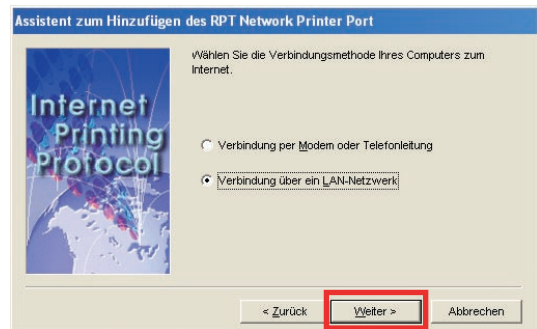 Assistent zum Hinzufügen des RPT Network Printer Port
Internet
Printing
Protocol
Wählen Sie die Verbindungsmethode Ihres Computers zum
Internet.
Verbindung per Modem oder Telefonleitung
Verbindung über ein LAN-Netzwerk
< Zurück
Weiter >
Abbrechen